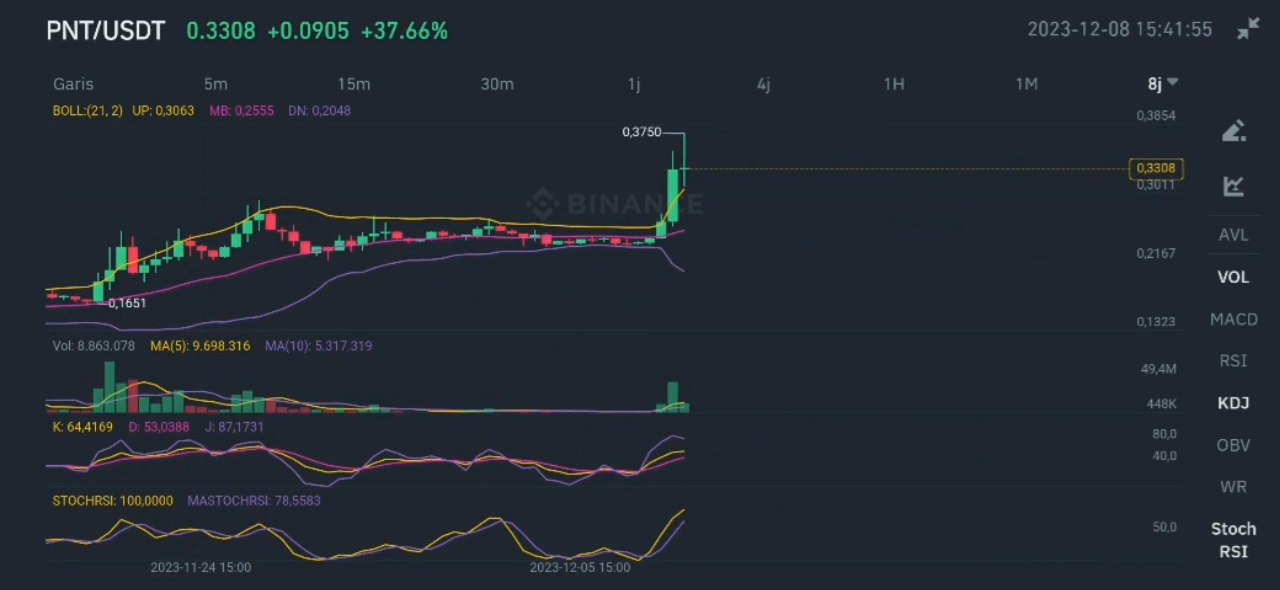 PNT/USDT 0.3308 +0.0905 +37.66% 2023-12-08 15:41:55
Garis 5m 15m 30m 1j 4j 1H 1M 8j
BOLL:(21, 2) UP: 0,3063 MB: 0,2555 DN: 0,2048
0,3854
0,3750
0,3308
0,3011
BINANCE
AVL
0,2167
VOL
0,1651
0,1323
MACD
Vol: 8.863.078 MA(5): 9.698.316 MA(10): 5.317.319
RSI
49,4M
448K
KDJ
K: 64,4169 D: 53,0388 J: 87,1731
80,0
OBV
40,0
WR
STOCHRSI: 100,0000 MASTOCHRSI: 78,5583
50,0
Stoch
RSI
2023-11-24 15:00 2023-12-05 15:00